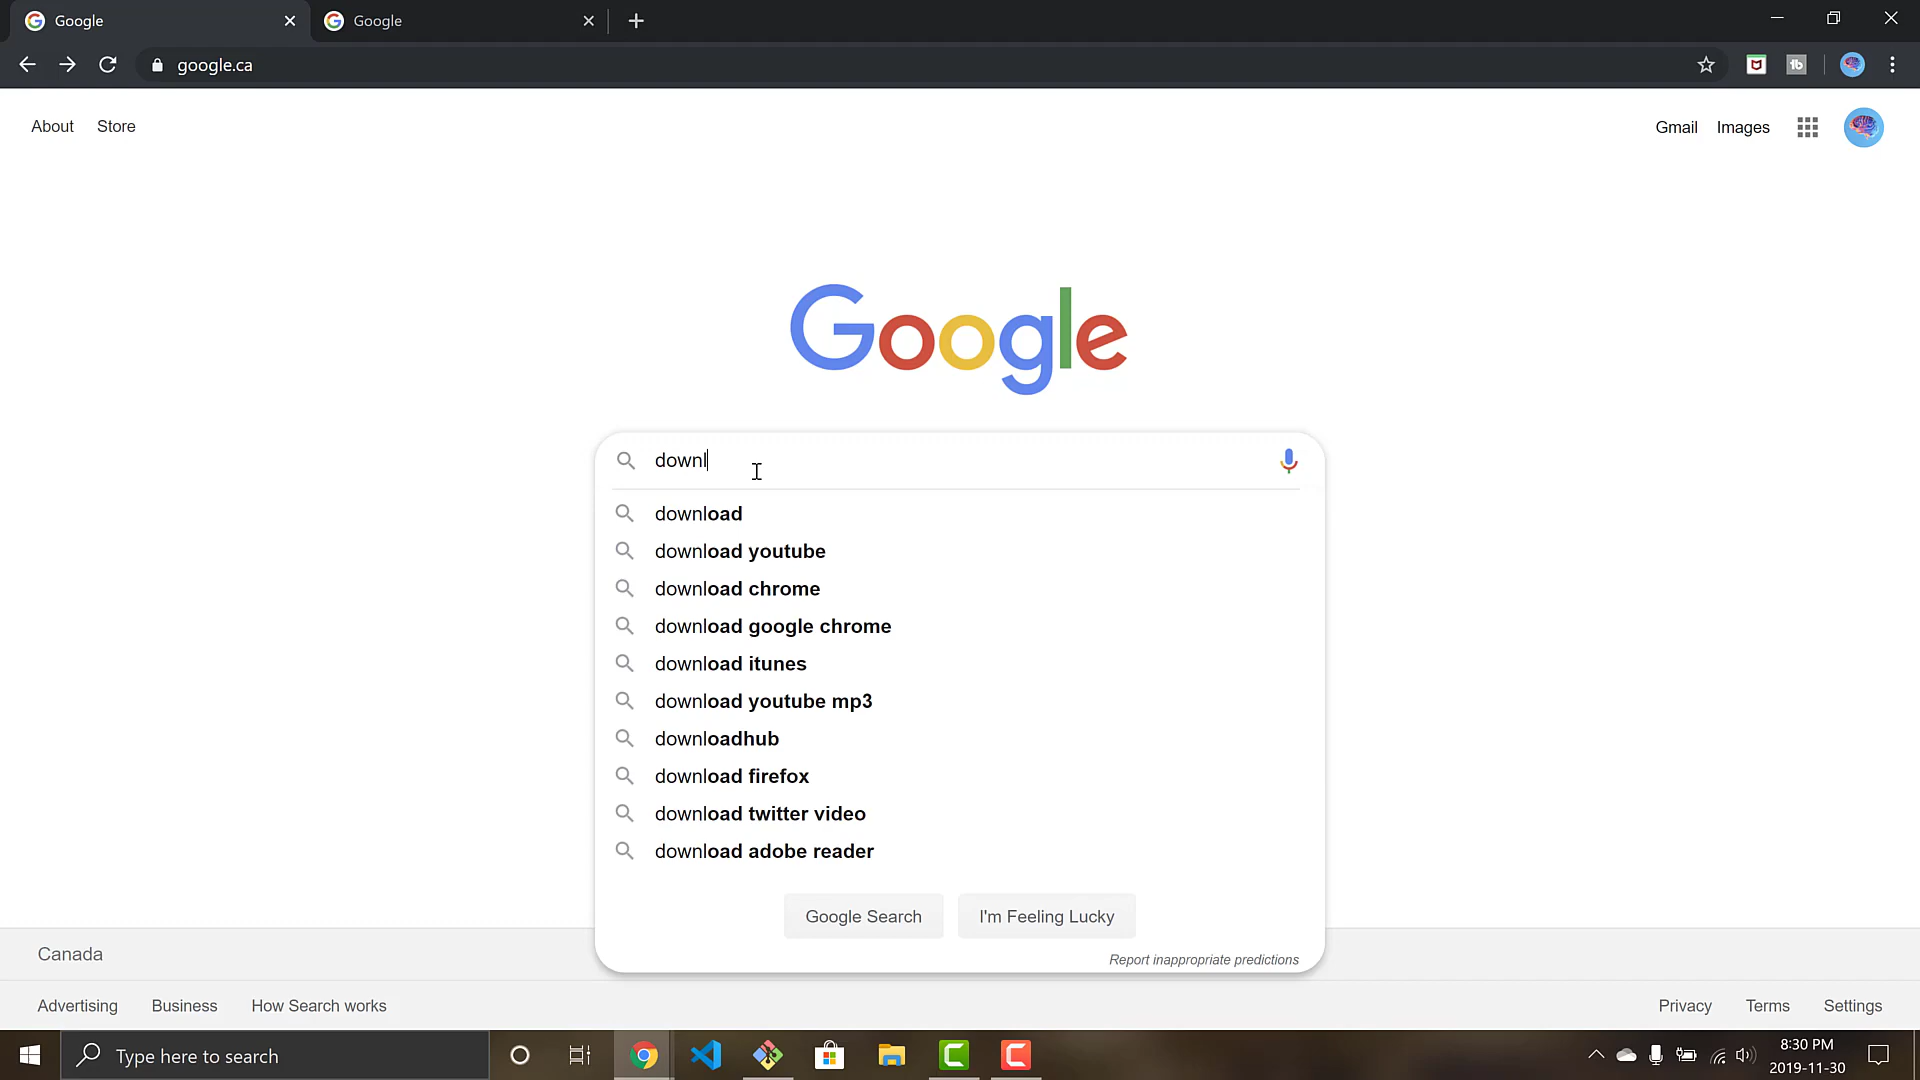 Google
Google
google.ca
About Store
Gmail Images
Google
downl
download
download youtube
download chrome
download google chrome
download itunes
download youtube mp3
downloadhub
download firefox
download twitter video
download adobe reader
Google Search I'm Feeling Lucky
Report inappropriate predictions
Canada
Advertising Business How Search works
Privacy Terms Settings
Type here to search
8:30 PM
2019-11-30